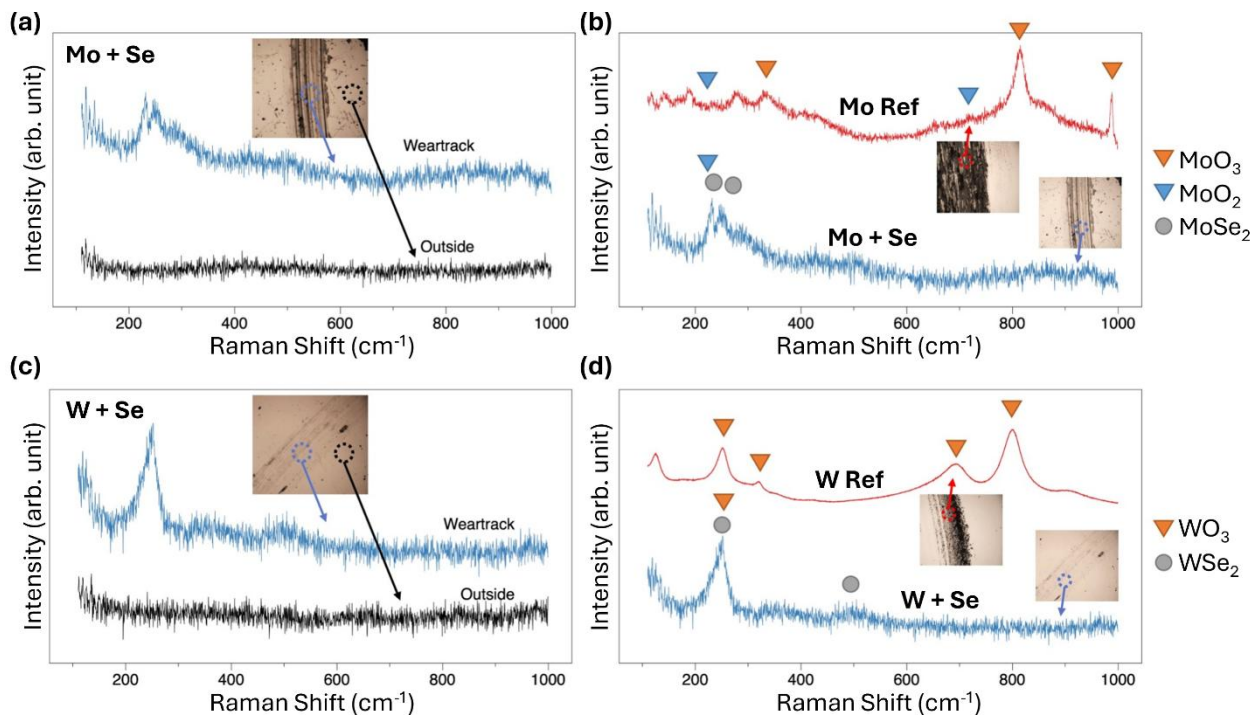 (a)
Mo + Se
Intensity (arb. unit)
Weartrack
Outside
200 400 600 800 1000
Raman Shift (cm⁻¹)
(b)
Intensity (arb. unit)
Mo Ref
Mo + Se
200 400 600 800 1000
Raman Shift (cm⁻¹)
MoO₃
MoO₂
MoSe₂
(c)
W + Se
Intensity (arb. unit)
Weartrack
Outside
200 400 600 800 1000
Raman Shift (cm⁻¹)
(d)
Intensity (arb. unit)
W Ref
W + Se
200 400 600 800 1000
Raman Shift (cm⁻¹)
WO₃
WSe₂